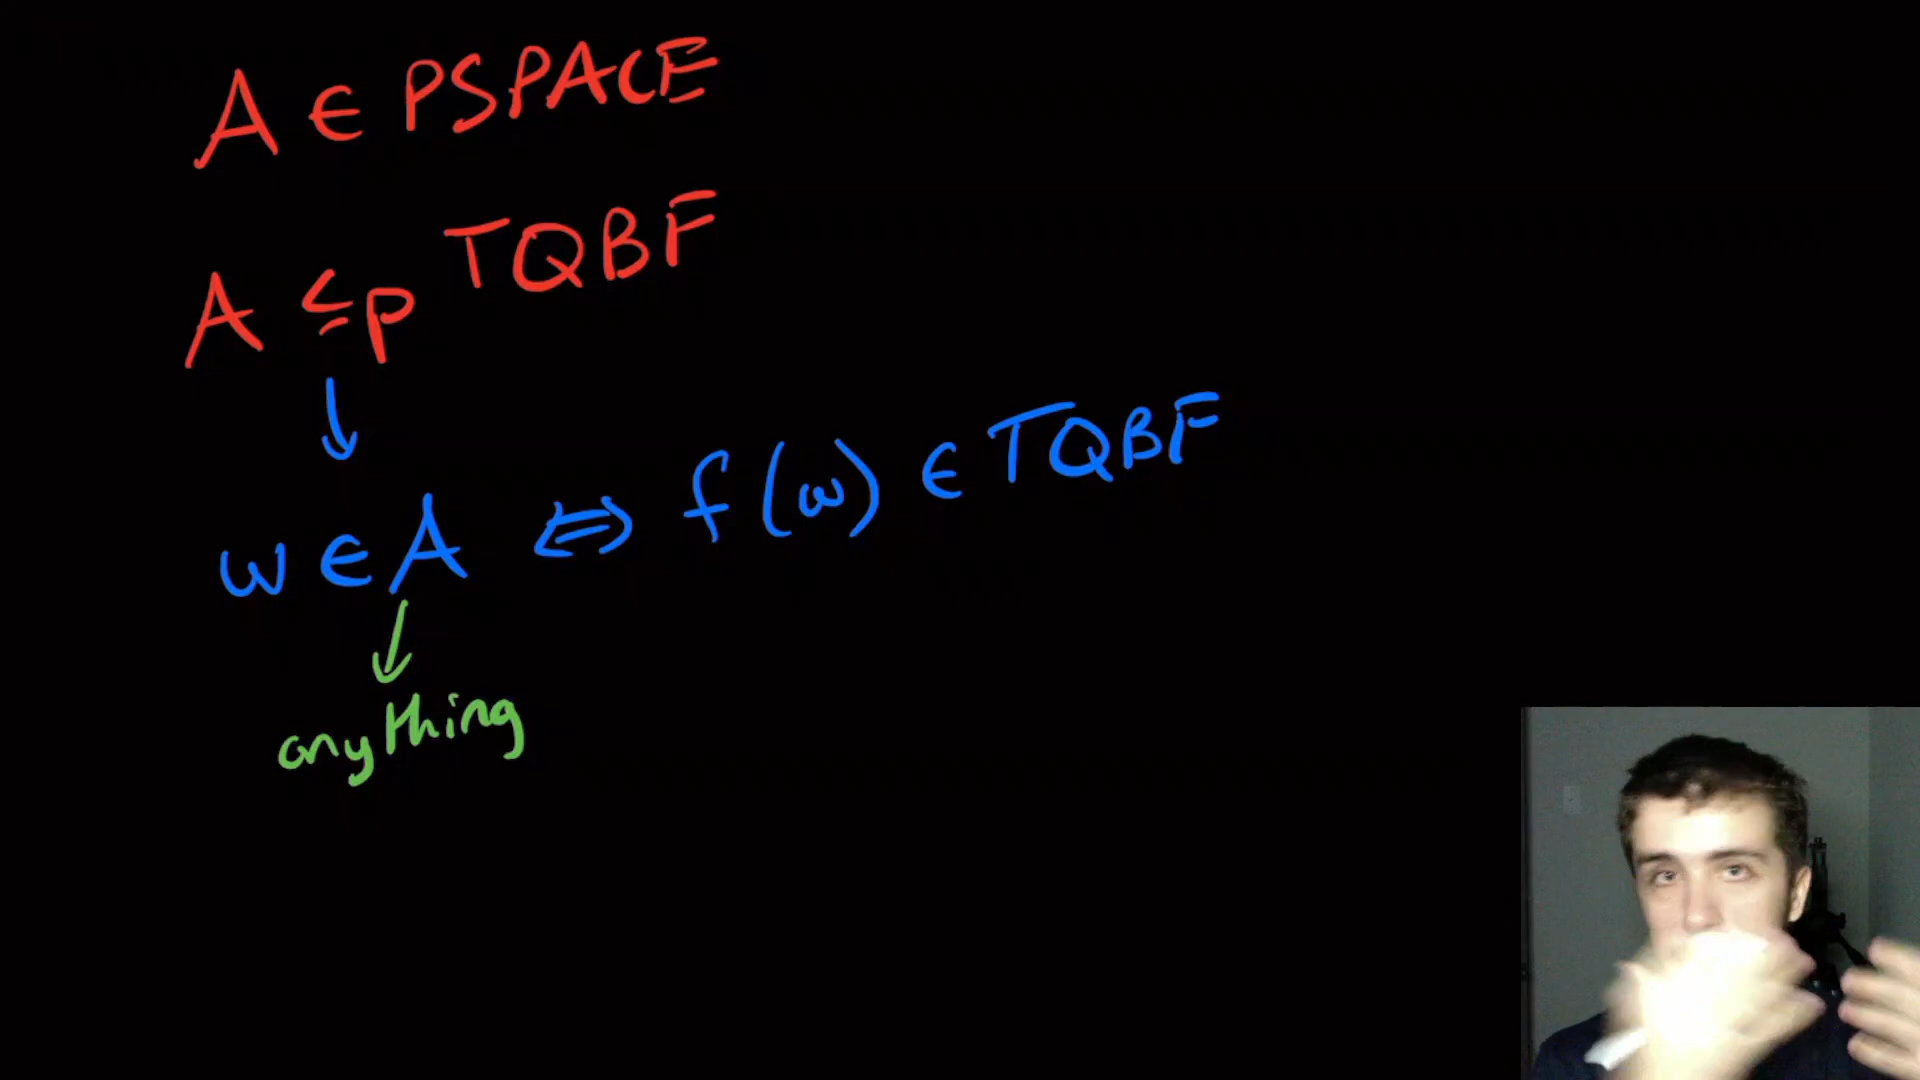 A ∈ PSPACE
A ≤p TQBF
↓
w ∈ A ⇔ f(w) ∈ TQBF
↓
anything